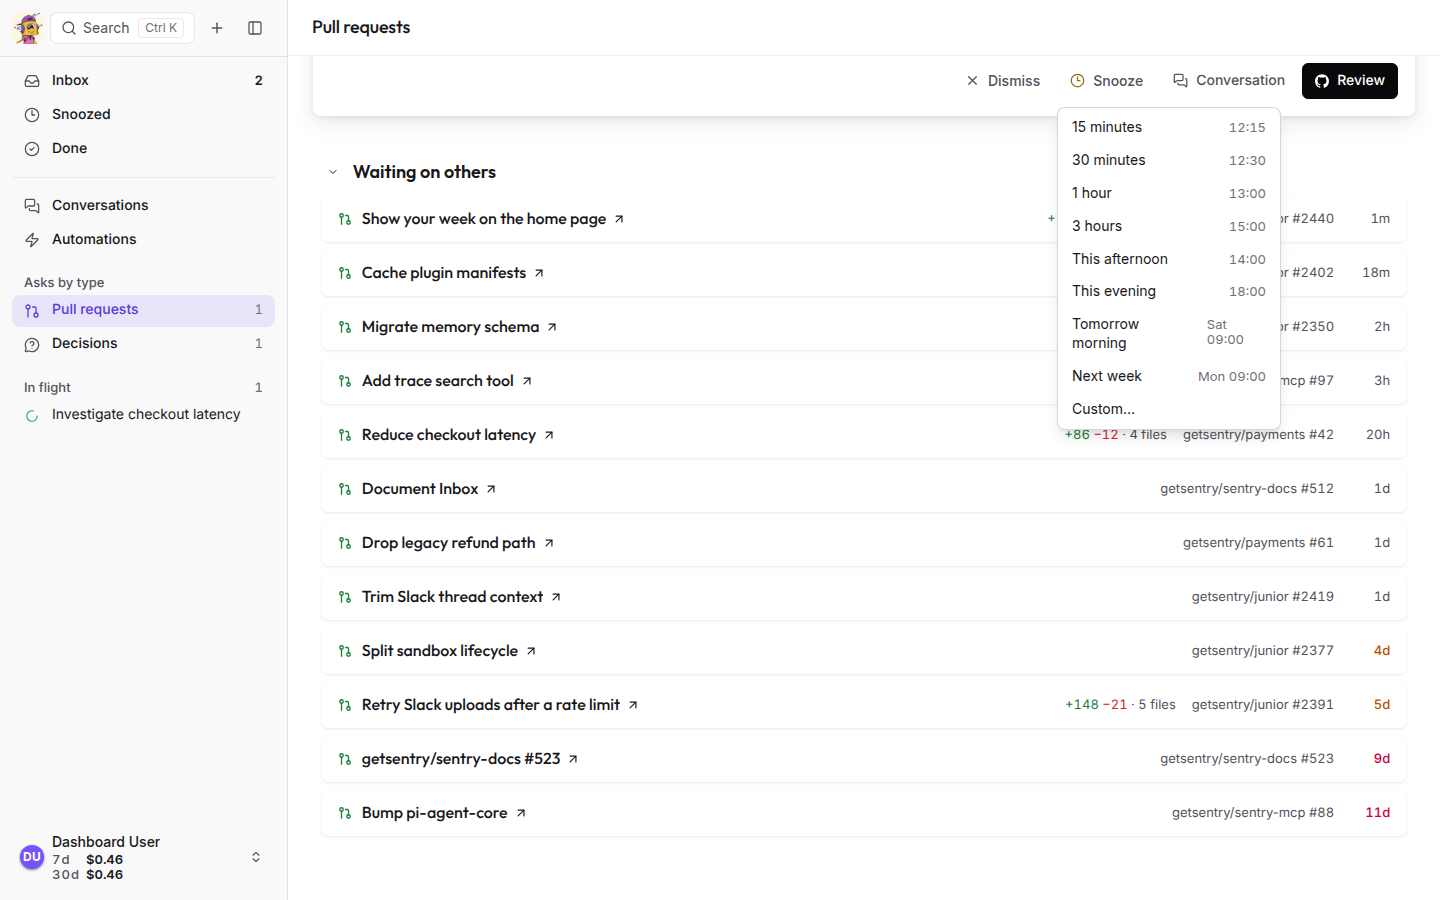 Search Ctrl K
Pull requests
Inbox 2
Snoozed
Done
Conversations
Automations
Asks by type
Pull requests 1
Decisions 1
In flight 1
Investigate checkout latency
Dashboard User
DU
7d $0.46
30d $0.46
Dismiss Snooze Conversation Review
15 minutes 12:15
30 minutes 12:30
1 hour 13:00
3 hours 15:00
This afternoon 14:00
This evening 18:00
Tomorrow morning Sat 09:00
Next week Mon 09:00
Custom...
Waiting on others
Show your week on the home page #2440 1m
Cache plugin manifests #2402 18m
Migrate memory schema #2350 2h
Add trace search tool #97 3h
Reduce checkout latency +86 −12 · 4 files getsentry/payments #42 20h
Document Inbox getsentry/sentry-docs #512 1d
Drop legacy refund path getsentry/payments #61 1d
Trim Slack thread context getsentry/junior #2419 1d
Split sandbox lifecycle getsentry/junior #2377 4d
Retry Slack uploads after a rate limit +148 −21 · 5 files getsentry/junior #2391 5d
getsentry/sentry-docs #523 getsentry/sentry-docs #523 9d
Bump pi-agent-core getsentry/sentry-mcp #88 11d